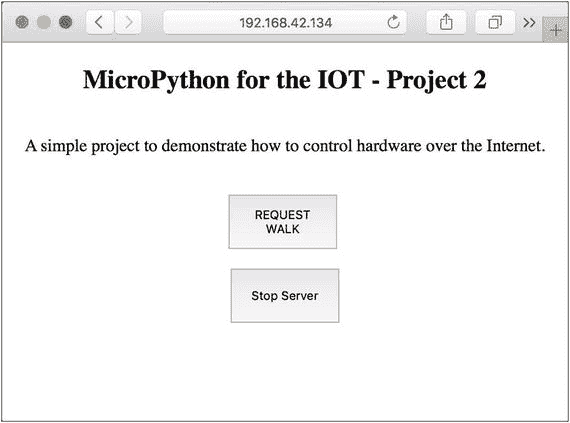 192.168.42.134
MicroPython for the IOT - Project 2
A simple project to demonstrate how to control hardware over the Internet.
REQUEST
WALK
Stop Server